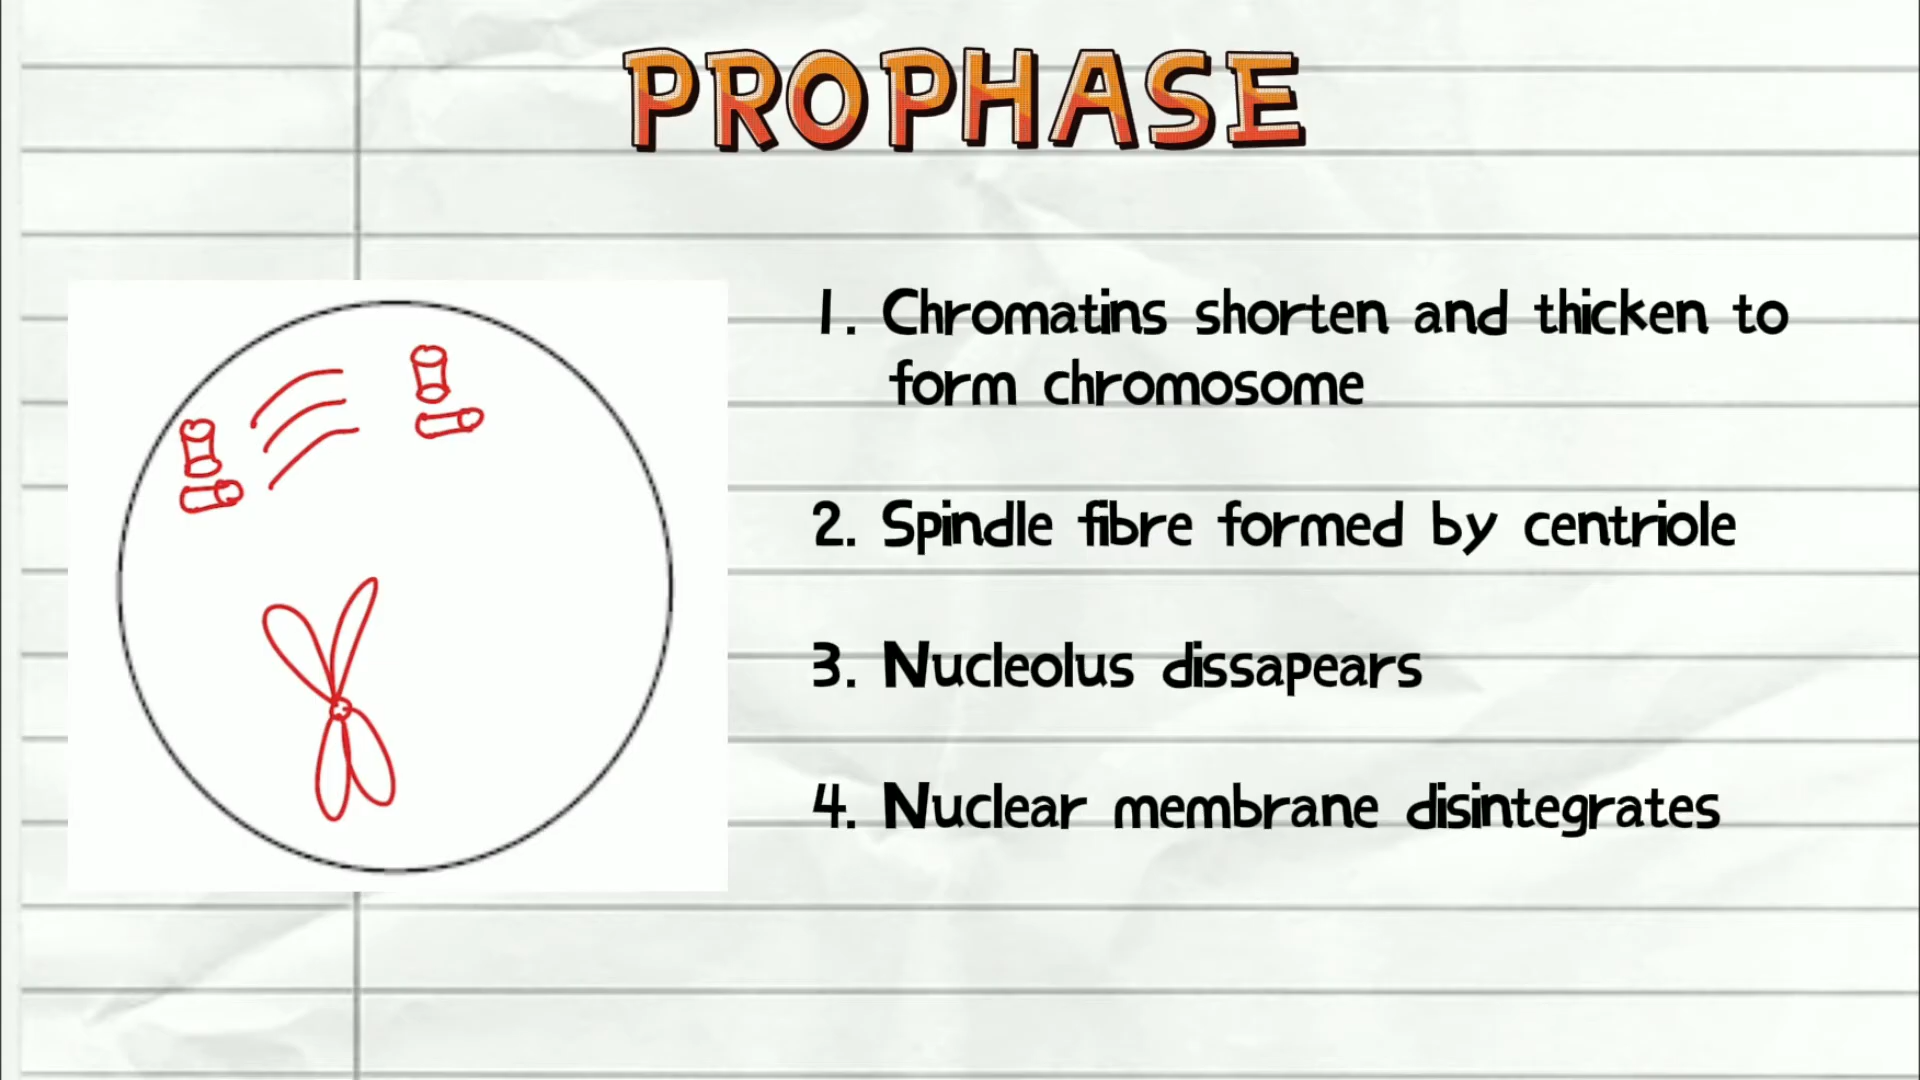 PROPHASE
1. Chromatins shorten and thicken to
form chromosome
2. Spindle fibre formed by centriole
3. Nucleolus dissapears
4. Nuclear membrane disintegrates